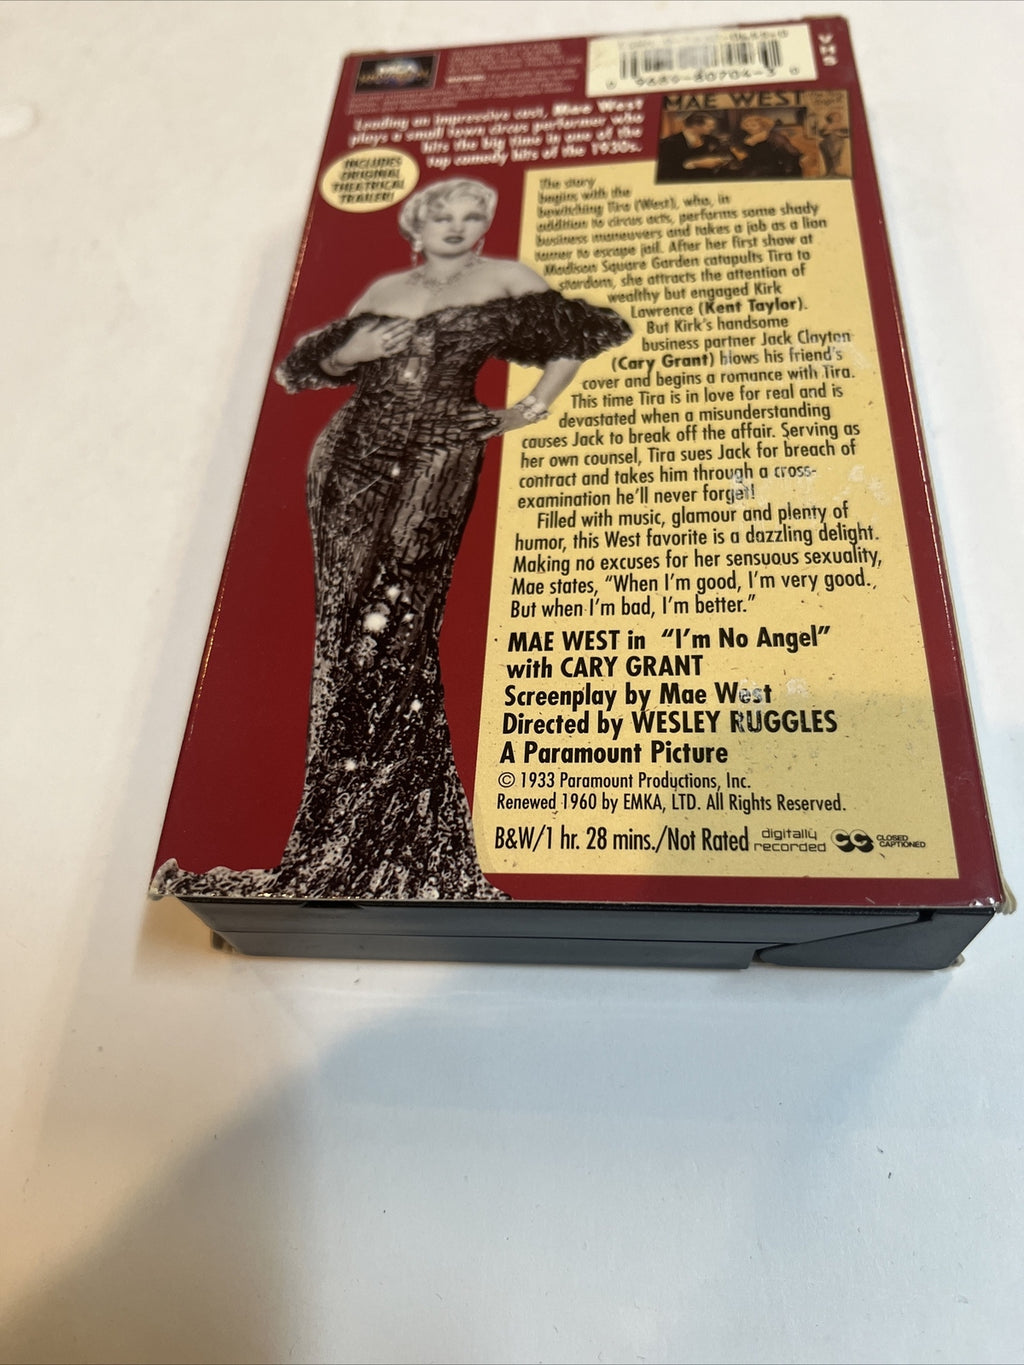 VHS
0 96898 80704 3 0
MAE WEST
Leading an impressive cast, Mae West
plays a small town circus performer who
hits the big time in one of the
top comedy hits of the 1930s.
INCLUDES
ORIGINAL
THEATRICAL
TRAILER!
The story
begins with the
bewitching Tira (West), who, in
addition to circus acts, performs some shady
business maneuvers and takes a job as a lion
tamer to escape jail. After her first show at
Madison Square Garden catapults Tira to
stardom, she attracts the attention of
wealthy but engaged Kirk
Lawrence (Kent Taylor).
But Kirk's handsome
business partner Jack Clayton
(Cary Grant) blows his friend's
cover and begins a romance with Tira.
This time Tira is in love for real and is
devastated when a misunderstanding
causes Jack to break off the affair. Serving as
her own counsel, Tira sues Jack for breach of
contract and takes him through a cross-
examination he'll never forget!
Filled with music, glamour and plenty of
humor, this West favorite is a dazzling delight.
Making no excuses for her sensuous sexuality,
Mae states, "When I'm good, I'm very good.,
But when I'm bad, I'm better."
MAE WEST in "I'm No Angel"
with CARY GRANT
Screenplay by Mae West
Directed by WESLEY RUGGLES
A Paramount Picture
© 1933 Paramount Productions, Inc.
Renewed 1960 by EMKA, LTD. All Rights Reserved.
B&W/1 hr. 28 mins./Not Rated digitally recorded CC CLOSED CAPTIONED